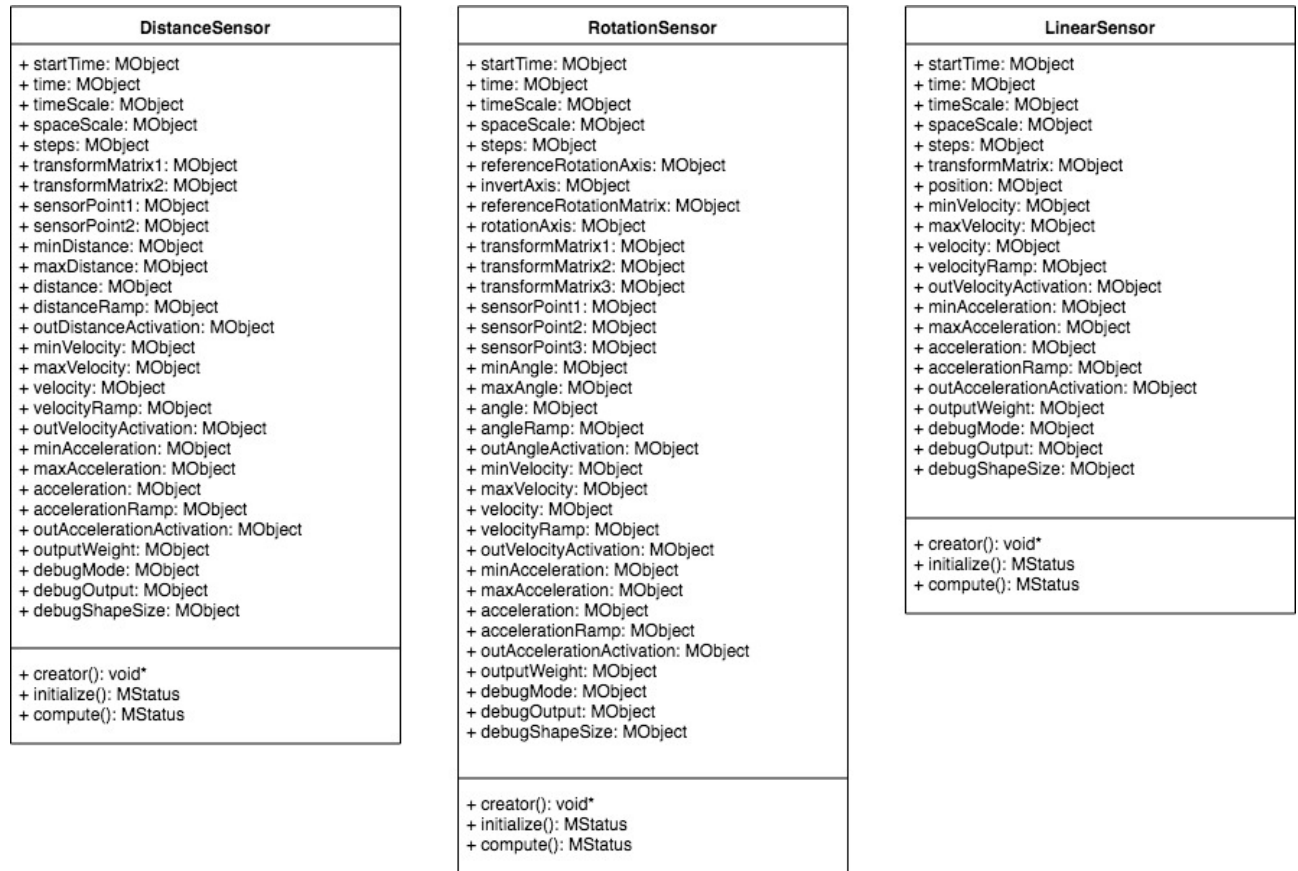 DistanceSensor
+ startTime: MObject
+ time: MObject
+ timeScale: MObject
+ spaceScale: MObject
+ steps: MObject
+ transformMatrix1: MObject
+ transformMatrix2: MObject
+ sensorPoint1: MObject
+ sensorPoint2: MObject
+ minDistance: MObject
+ maxDistance: MObject
+ distance: MObject
+ distanceRamp: MObject
+ outDistanceActivation: MObject
+ minVelocity: MObject
+ maxVelocity: MObject
+ velocity: MObject
+ velocityRamp: MObject
+ outVelocityActivation: MObject
+ minAcceleration: MObject
+ maxAcceleration: MObject
+ acceleration: MObject
+ accelerationRamp: MObject
+ outAccelerationActivation: MObject
+ outputWeight: MObject
+ debugMode: MObject
+ debugOutput: MObject
+ debugShapeSize: MObject
+ creator(): void*
+ initialize(): MStatus
+ compute(): MStatus
RotationSensor
+ startTime: MObject
+ time: MObject
+ timeScale: MObject
+ spaceScale: MObject
+ steps: MObject
+ referenceRotationAxis: MObject
+ invertAxis: MObject
+ referenceRotationMatrix: MObject
+ rotationAxis: MObject
+ transformMatrix1: MObject
+ transformMatrix2: MObject
+ transformMatrix3: MObject
+ sensorPoint1: MObject
+ sensorPoint2: MObject
+ sensorPoint3: MObject
+ minAngle: MObject
+ maxAngle: MObject
+ angle: MObject
+ angleRamp: MObject
+ outAngleActivation: MObject
+ minVelocity: MObject
+ maxVelocity: MObject
+ velocity: MObject
+ velocityRamp: MObject
+ outVelocityActivation: MObject
+ minAcceleration: MObject
+ maxAcceleration: MObject
+ acceleration: MObject
+ accelerationRamp: MObject
+ outAccelerationActivation: MObject
+ outputWeight: MObject
+ debugMode: MObject
+ debugOutput: MObject
+ debugShapeSize: MObject
+ creator(): void*
+ initialize(): MStatus
+ compute(): MStatus
LinearSensor
+ startTime: MObject
+ time: MObject
+ timeScale: MObject
+ spaceScale: MObject
+ steps: MObject
+ transformMatrix: MObject
+ position: MObject
+ minVelocity: MObject
+ maxVelocity: MObject
+ velocity: MObject
+ velocityRamp: MObject
+ outVelocityActivation: MObject
+ minAcceleration: MObject
+ maxAcceleration: MObject
+ acceleration: MObject
+ accelerationRamp: MObject
+ outAccelerationActivation: MObject
+ outputWeight: MObject
+ debugMode: MObject
+ debugOutput: MObject
+ debugShapeSize: MObject
+ creator(): void*
+ initialize(): MStatus
+ compute(): MStatus